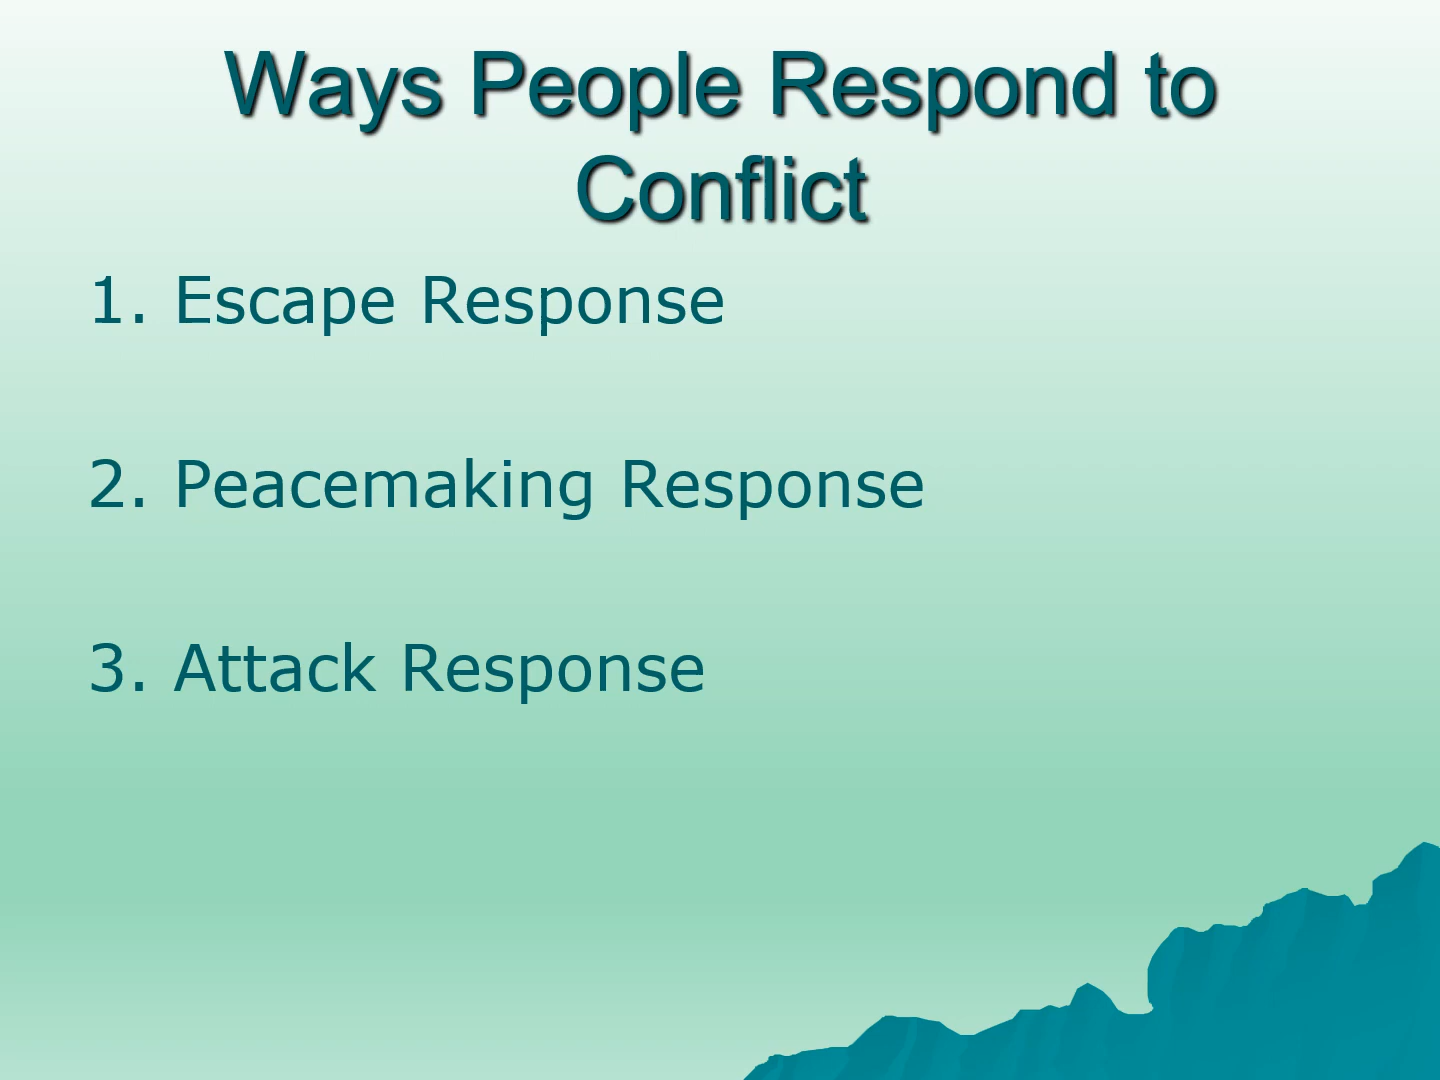 Ways People Respond to
Conflict
1. Escape Response
2. Peacemaking Response
3. Attack Response